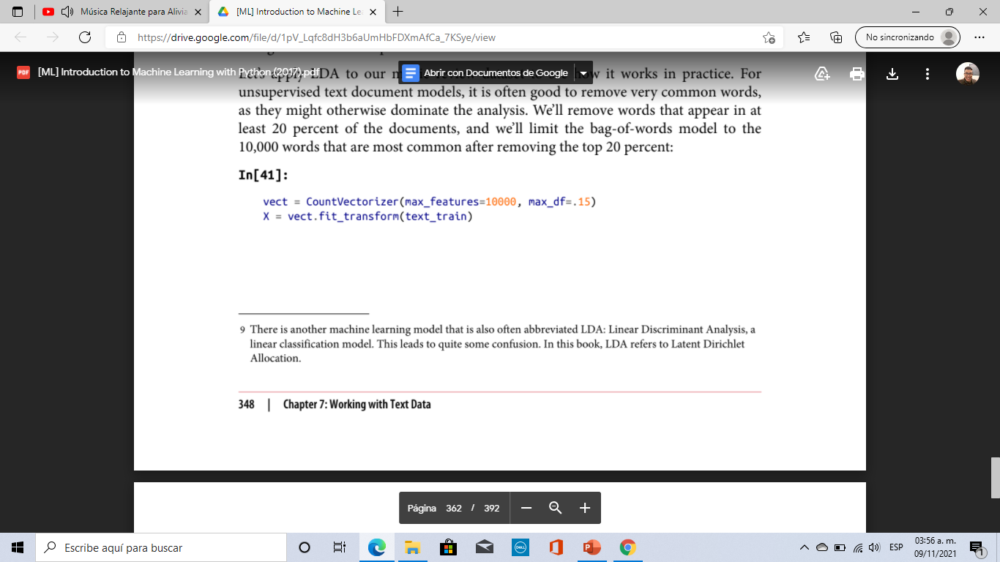 Música Relajante para Alivia
[ML] Introduction to Machine Le
https://drive.google.com/file/d/1pV_Lqfc8dH3b6aUmHbFDXmAfCa_7KSye/view
No sincronizando
PDF
[ML] Introduction to Machine Learning with Python (2017).pdf
Abrir con Documentos de Google
Let's apply LDA to our how it works in practice. For
unsupervised text document models, it is often good to remove very common words,
as they might otherwise dominate the analysis. We'll remove words that appear in at
least 20 percent of the documents, and we'll limit the bag-of-words model to the
10,000 words that are most common after removing the top 20 percent:
In[41]:
vect = CountVectorizer(max_features=10000, max_df=.15)
X = vect.fit_transform(text_train)
9 There is another machine learning model that is also often abbreviated LDA: Linear Discriminant Analysis, a
linear classification model. This leads to quite some confusion. In this book, LDA refers to Latent Dirichlet
Allocation.
348 | Chapter 7: Working with Text Data
Página 362 / 392
Escribe aquí para buscar
DELL
P
ESP
03:56 a. m.
09/11/2021
1